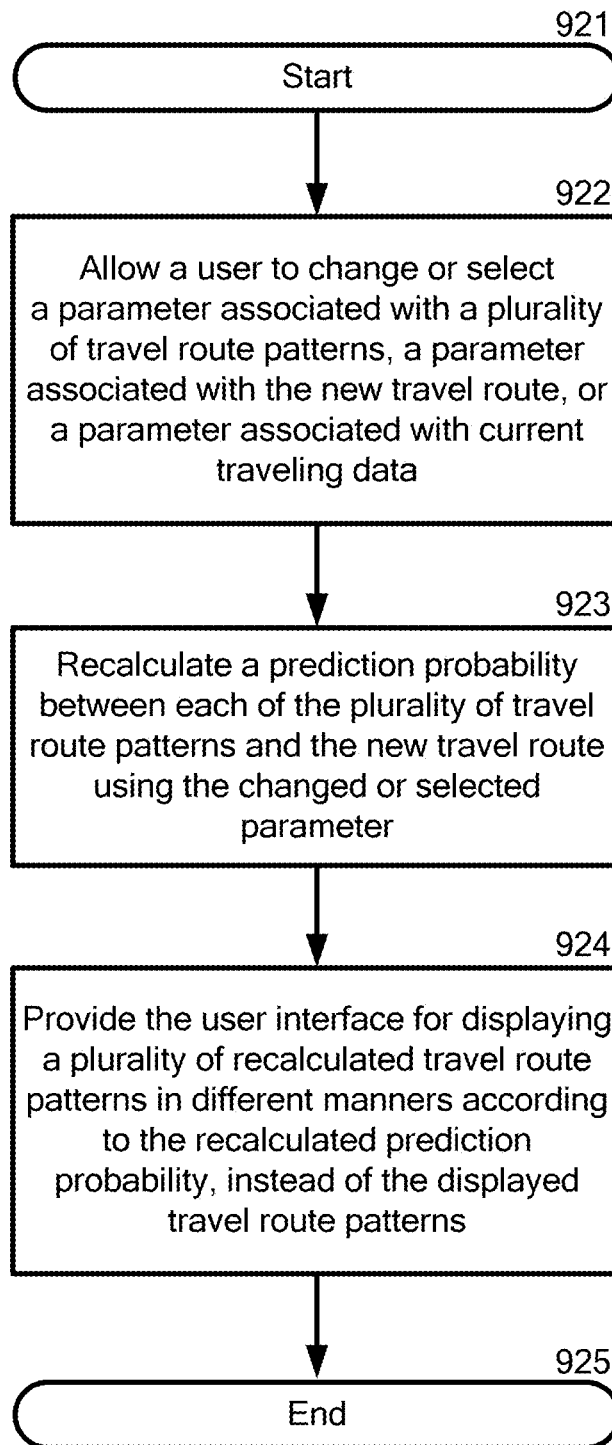 921
Start
922
Allow a user to change or select
a parameter associated with a plurality
of travel route patterns, a parameter
associated with the new travel route, or
a parameter associated with current
traveling data
923
Recalculate a prediction probability
between each of the plurality of travel
route patterns and the new travel route
using the changed or selected
parameter
924
Provide the user interface for displaying
a plurality of recalculated travel route
patterns in different manners according
to the recalculated prediction
probability, instead of the displayed
travel route patterns
925
End